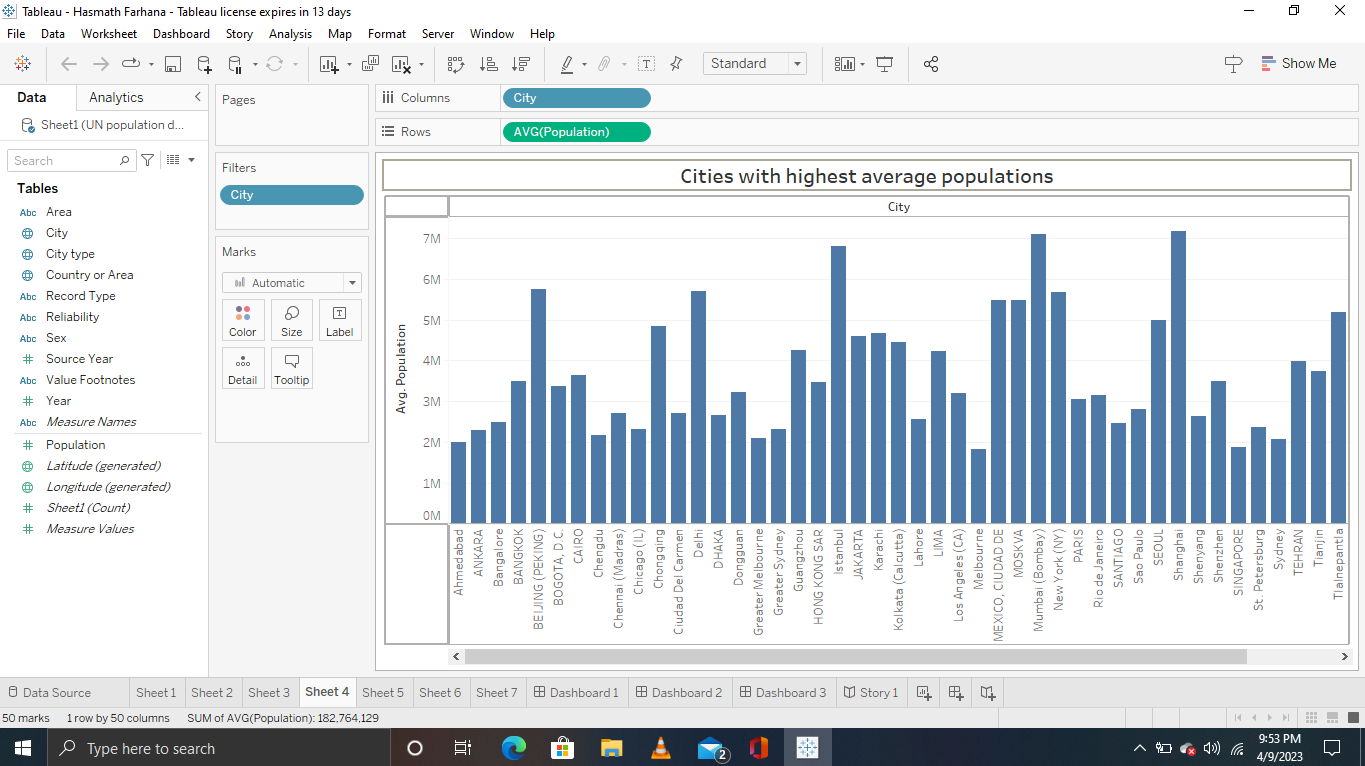 Tableau - Hasmath Farhana - Tableau license expires in 13 days
File Data Worksheet Dashboard Story Analysis Map Format Server Window Help
Standard
Show Me
Data Analytics
Sheet1 (UN population d...
Search
Tables
Abc Area
City
City type
Country or Area
Abc Record Type
Abc Reliability
Abc Sex
Source Year
Abc Value Footnotes
Year
Abc Measure Names
Population
Latitude (generated)
Longitude (generated)
Sheet1 (Count)
Measure Values
Pages
Filters
City
Marks
Automatic
Color Size Label
Detail Tooltip
Columns City
Rows AVG(Population)
Cities with highest average populations
City
Avg. Population
7M
6M
5M
4M
3M
2M
1M
0M
Ahmedabad
ANKARA
Bangalore
BANGKOK
BEIJING (PEKING)
BOGOTA, D.C.
CAIRO
Chengdu
Chennai (Madras)
Chicago (IL)
Chongqing
Ciudad Del Carmen
Delhi
DHAKA
Dongguan
Greater Melbourne
Greater Sydney
Guangzhou
HONG KONG SAR
Istanbul
JAKARTA
Karachi
Kolkata (Calcutta)
Lahore
LIMA
Los Angeles (CA)
Melbourne
MEXICO, CIUDAD DE
MOSKVA
Mumbai (Bombay)
New York (NY)
PARIS
Rio de Janeiro
SANTIAGO
Sao Paulo
SEOUL
Shanghai
Shenyang
Shenzhen
SINGAPORE
St. Petersburg
Sydney
TEHRAN
Tianjin
Tlalnepantla
Data Source Sheet 1 Sheet 2 Sheet 3 Sheet 4 Sheet 5 Sheet 6 Sheet 7 Dashboard 1 Dashboard 2 Dashboard 3 Story 1
50 marks 1 row by 50 columns SUM of AVG(Population): 182,764,129
Type here to search
2
9:53 PM
4/9/2023